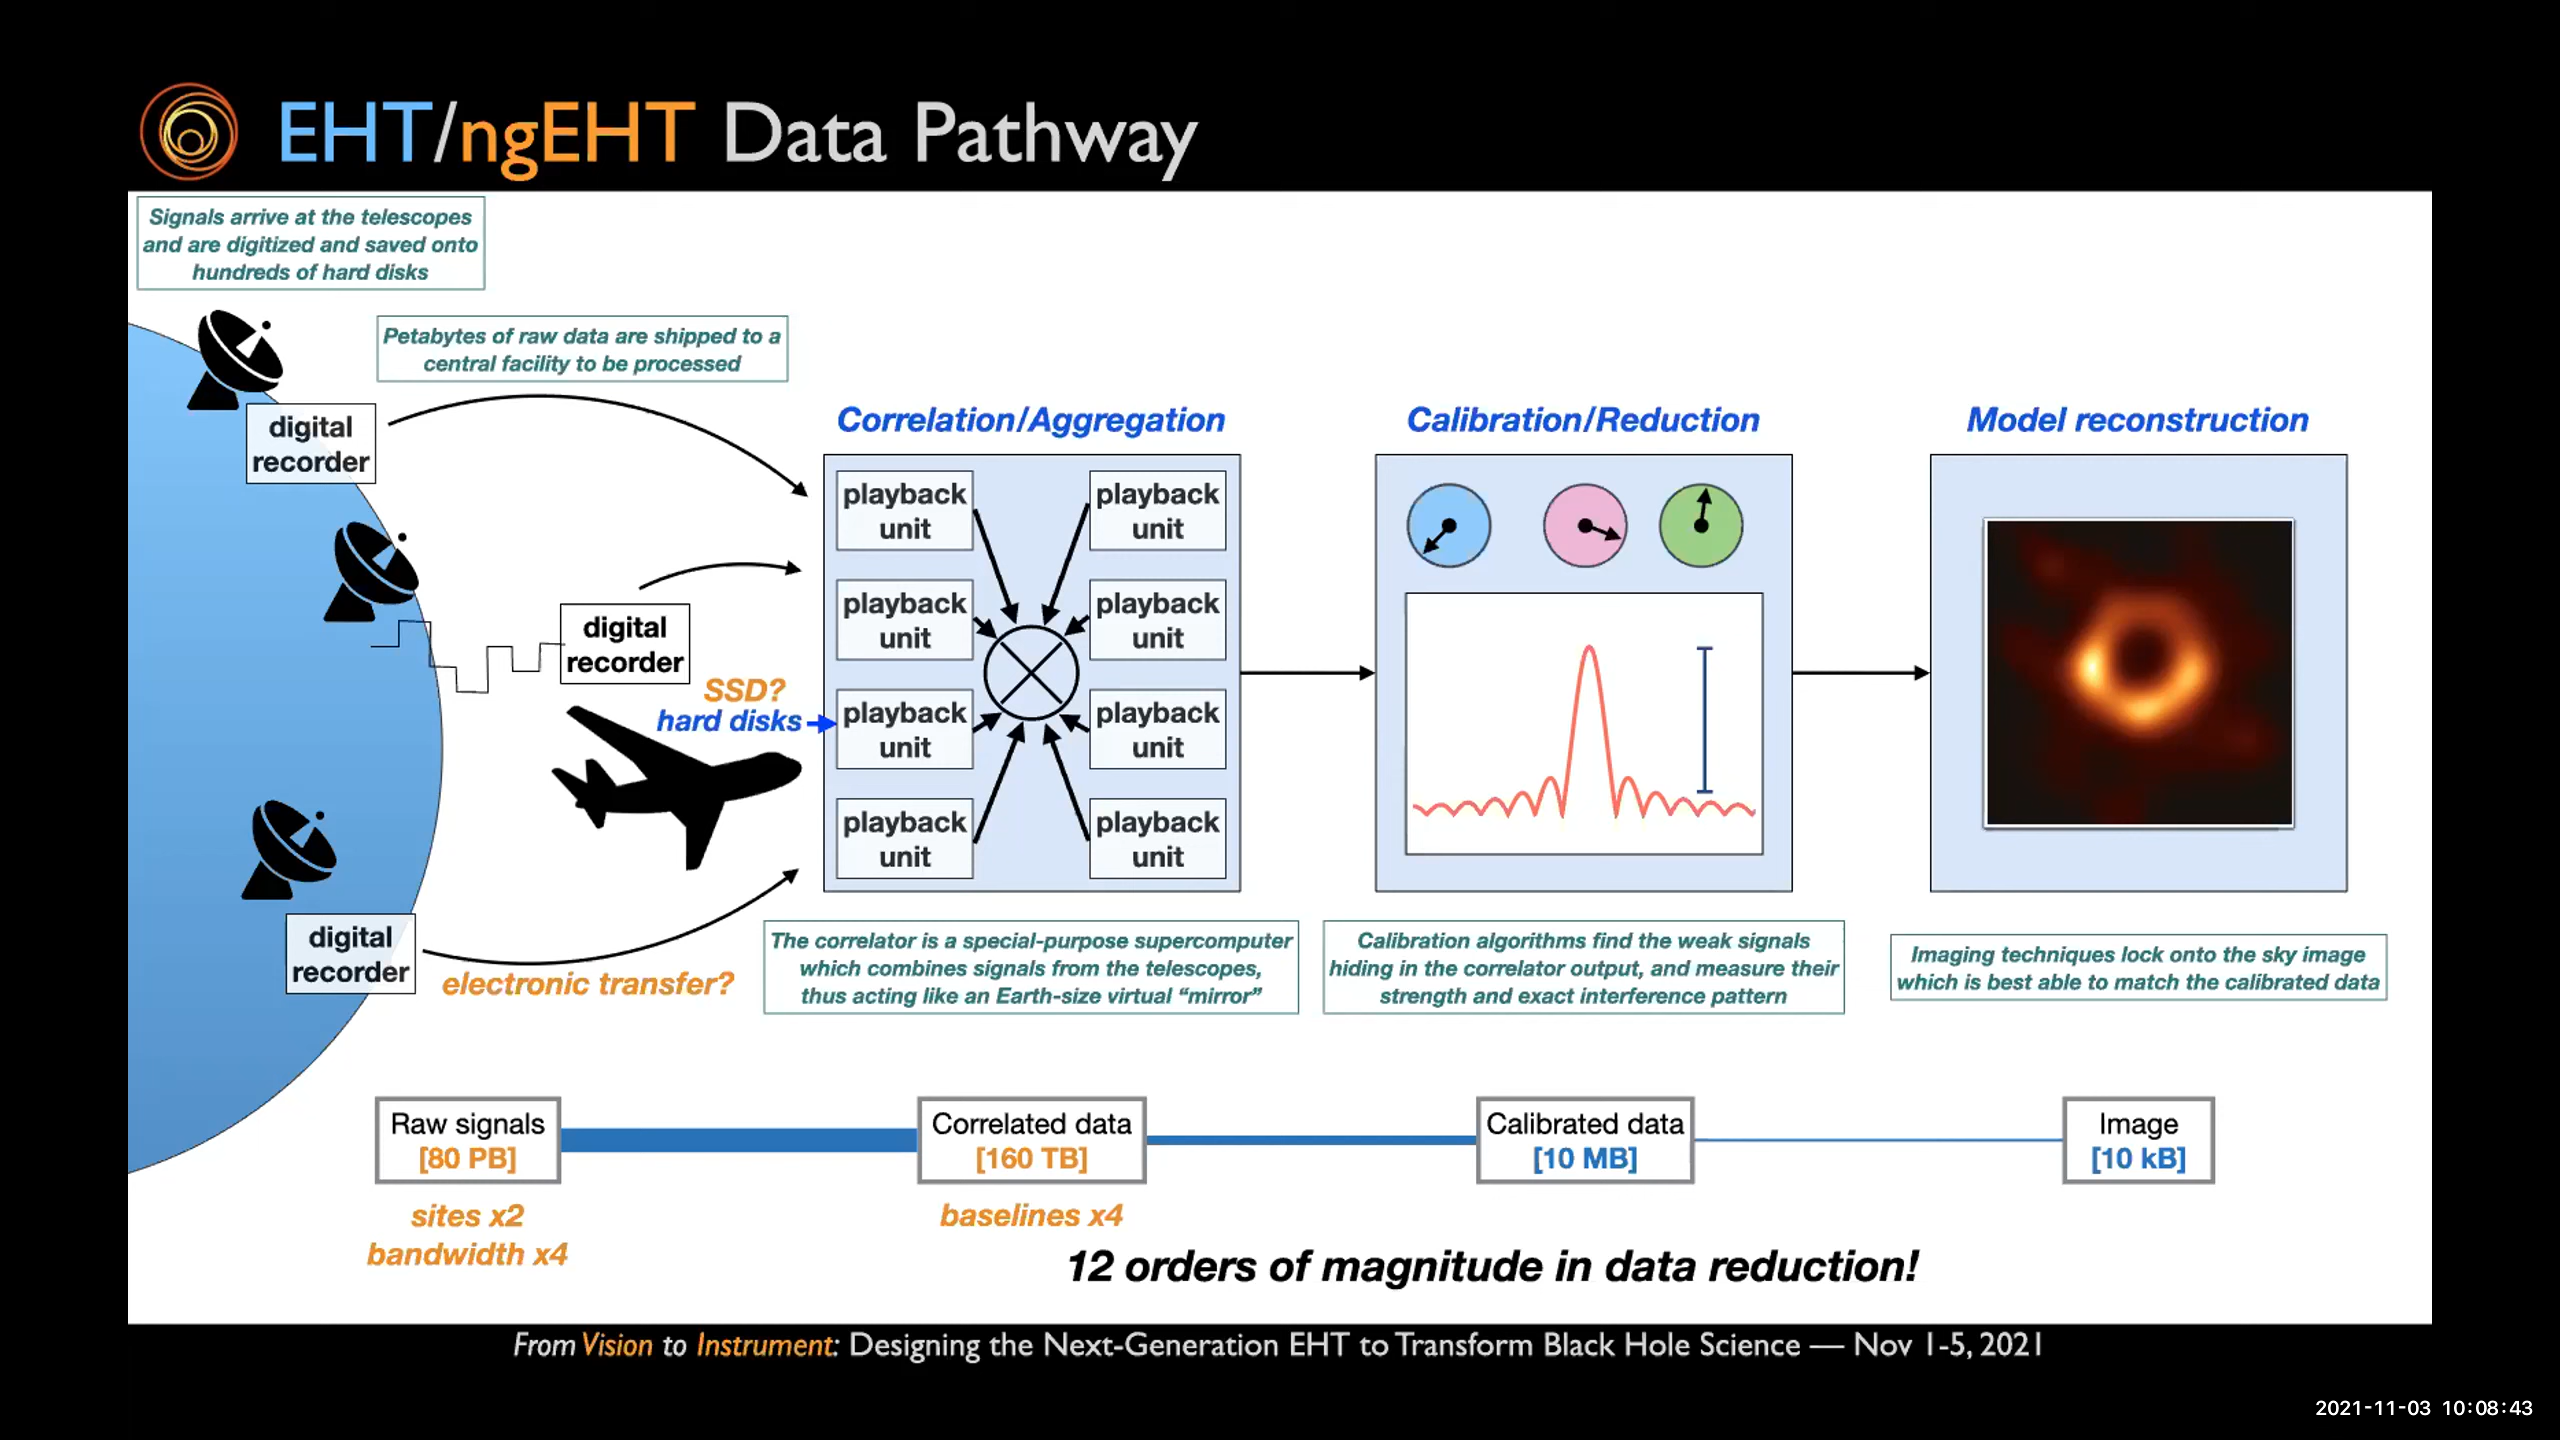 EHT/ngEHT Data Pathway
Signals arrive at the telescopes
and are digitized and saved onto
hundreds of hard disks
Petabytes of raw data are shipped to a
central facility to be processed
digital
recorder
digital
recorder
SSD?
hard disks
digital
recorder
electronic transfer?
Correlation/Aggregation
playback
unit
playback
unit
playback
unit
playback
unit
playback
unit
playback
unit
playback
unit
playback
unit
The correlator is a special-purpose supercomputer
which combines signals from the telescopes,
thus acting like an Earth-size virtual “mirror”
Calibration/Reduction
Calibration algorithms find the weak signals
hiding in the correlator output, and measure their
strength and exact interference pattern
Model reconstruction
Imaging techniques lock onto the sky image
which is best able to match the calibrated data
Raw signals
[80 PB]
sites x2
bandwidth x4
Correlated data
[160 TB]
baselines x4
Calibrated data
[10 MB]
Image
[10 kB]
12 orders of magnitude in data reduction!
From Vision to Instrument: Designing the Next-Generation EHT to Transform Black Hole Science — Nov 1-5, 2021
2021-11-03 10:08:43